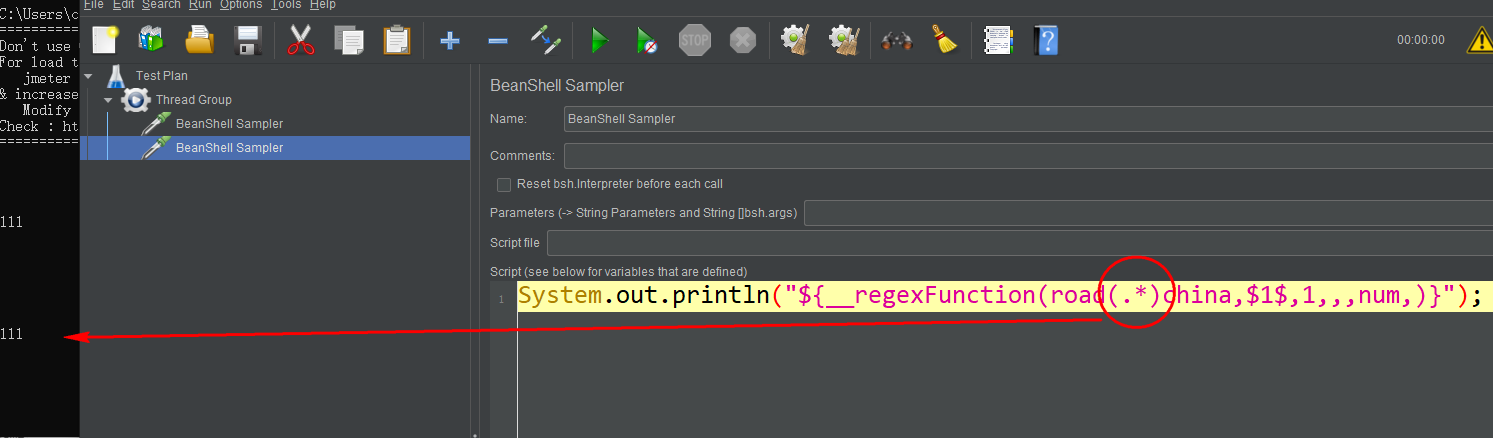 C:\Users\c
==========
Don't use
For load t
jmeter
& increase
Modify
Check : ht
==========
111
111
File Edit Search Run Options Tools Help
STOP
00:00:00
Test Plan
Thread Group
BeanShell Sampler
BeanShell Sampler
BeanShell Sampler
Name: BeanShell Sampler
Comments:
Reset bsh.Interpreter before each call
Parameters (-> String Parameters and String []bsh.args)
Script file
Script (see below for variables that are defined)
1 System.out.println("${__regexFunction(road(.*)china,$1$,1,,,num,)}");